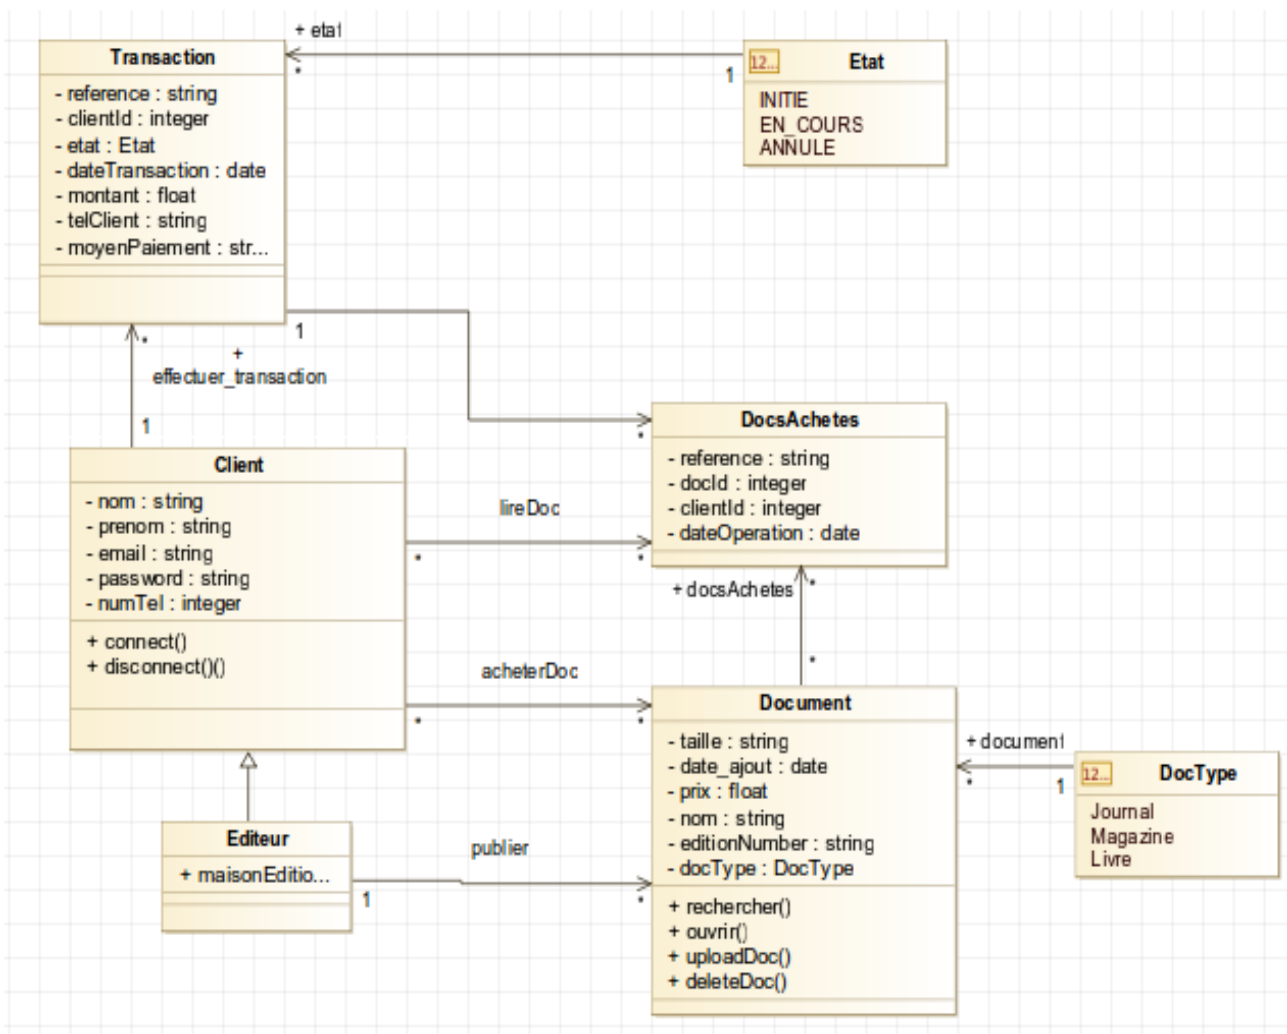 + etat
Transaction
- reference : string
- clientId : integer
- etat : Etat
- dateTransaction : date
- montant : float
- telClient : string
- moyenPaiement : str...
*
1
12...
Etat
INITIE
EN_COURS
ANNULE
1
*
+
effectuer_transaction
1
*
DocsAchetes
- reference : string
- docId : integer
- clientId : integer
- dateOperation : date
Client
- nom : string
- prenom : string
- email : string
- password : string
- numTel : integer
+ connect()
+ disconnect()()
lireDoc
*
*
+ docsAchetes
*
*
acheterDoc
*
*
Document
- taille : string
- date_ajout : date
- prix : float
- nom : string
- editionNumber : string
- docType : DocType
+ rechercher()
+ ouvrir()
+ uploadDoc()
+ deleteDoc()
+ document
*
1
12...
DocType
Journal
Magazine
Livre
Editeur
+ maisonEditio...
publier
1
*